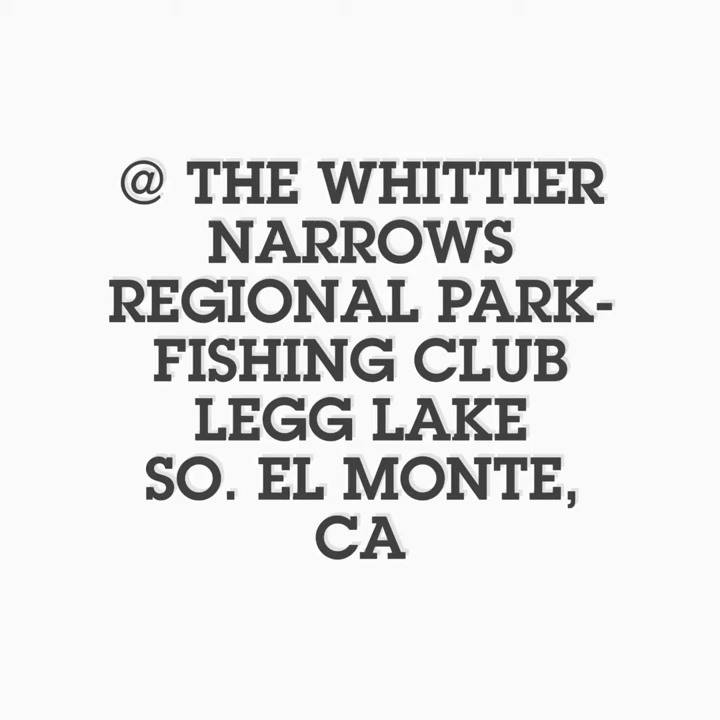 @ THE WHITTIER
NARROWS
REGIONAL PARK-
FISHING CLUB
LEGG LAKE
SO. EL MONTE,
CA